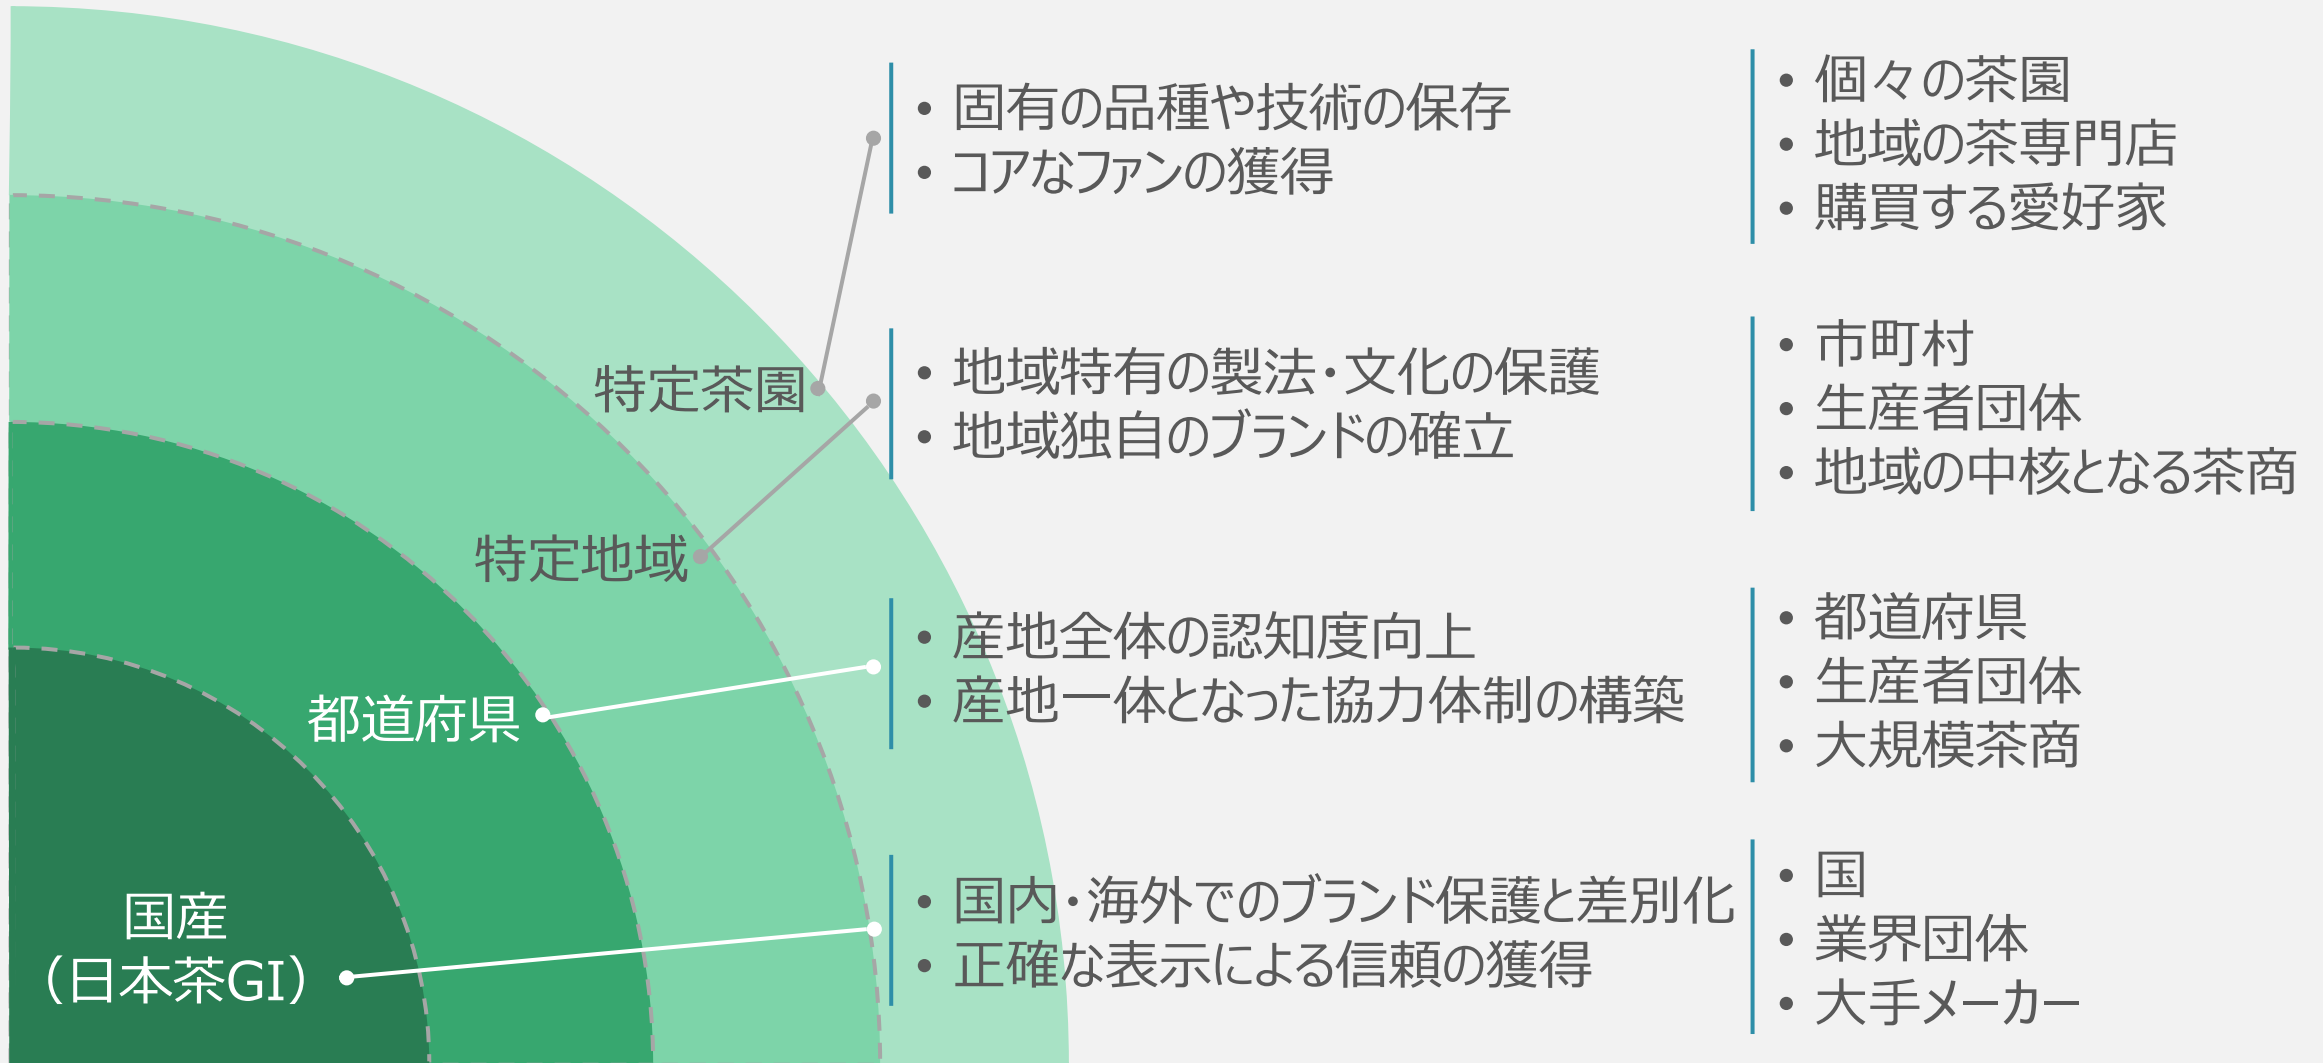 特定茶園
• 固有の品種や技術の保存
• コアなファンの獲得
• 個々の茶園
• 地域の茶専門店
• 購買する愛好家
特定地域
• 地域特有の製法・文化の保護
• 地域独自のブランドの確立
• 市町村
• 生産者団体
• 地域の中核となる茶商
都道府県
• 産地全体の認知度向上
• 産地一体となった協力体制の構築
• 都道府県
• 生産者団体
• 大規模茶商
国産
（日本茶GI）
• 国内・海外でのブランド保護と差別化
• 正確な表示による信頼の獲得
• 国
• 業界団体
• 大手メーカー